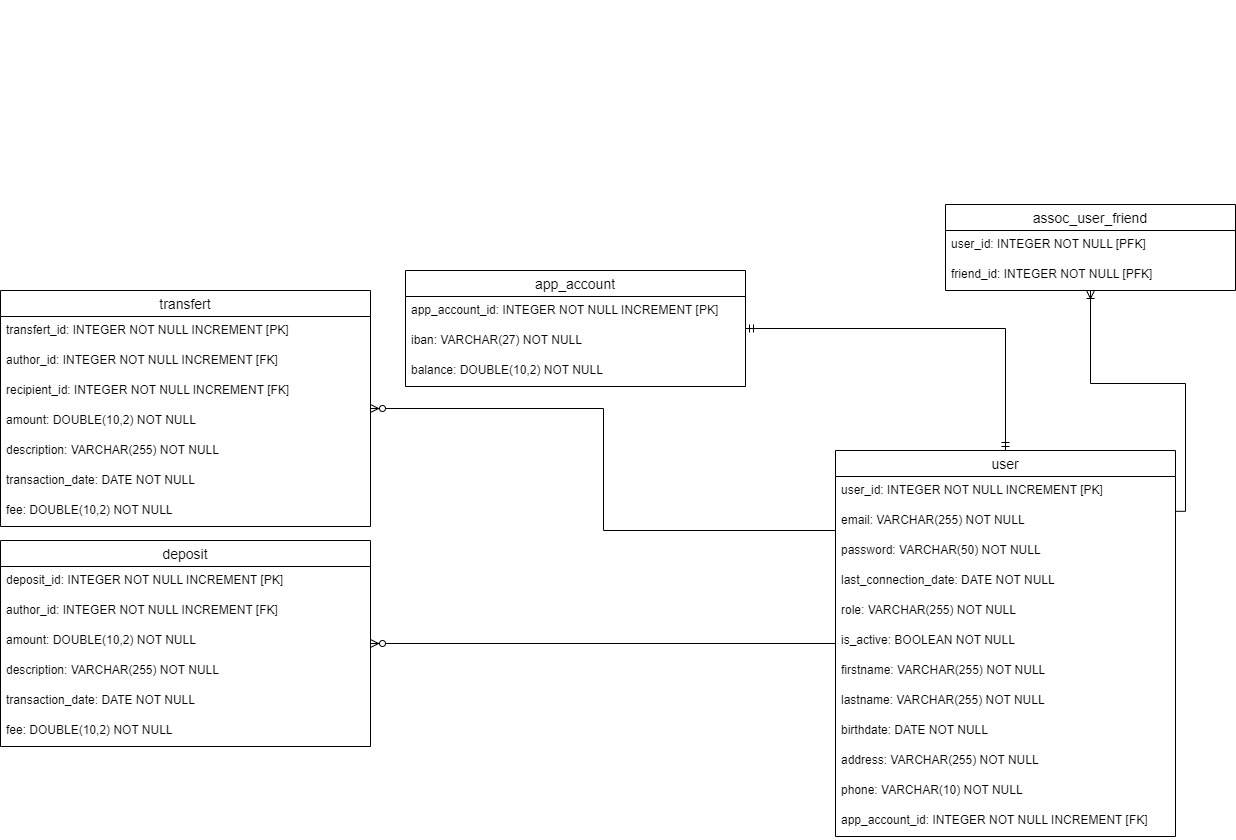 assoc_user_friend
user_id: INTEGER NOT NULL [PFK]
friend_id: INTEGER NOT NULL [PFK]
app_account
app_account_id: INTEGER NOT NULL INCREMENT [PK]
iban: VARCHAR(27) NOT NULL
balance: DOUBLE(10,2) NOT NULL
transfert
transfert_id: INTEGER NOT NULL INCREMENT [PK]
author_id: INTEGER NOT NULL INCREMENT [FK]
recipient_id: INTEGER NOT NULL INCREMENT [FK]
amount: DOUBLE(10,2) NOT NULL
description: VARCHAR(255) NOT NULL
transaction_date: DATE NOT NULL
fee: DOUBLE(10,2) NOT NULL
deposit
deposit_id: INTEGER NOT NULL INCREMENT [PK]
author_id: INTEGER NOT NULL INCREMENT [FK]
amount: DOUBLE(10,2) NOT NULL
description: VARCHAR(255) NOT NULL
transaction_date: DATE NOT NULL
fee: DOUBLE(10,2) NOT NULL
user
user_id: INTEGER NOT NULL INCREMENT [PK]
email: VARCHAR(255) NOT NULL
password: VARCHAR(50) NOT NULL
last_connection_date: DATE NOT NULL
role: VARCHAR(255) NOT NULL
is_active: BOOLEAN NOT NULL
firstname: VARCHAR(255) NOT NULL
lastname: VARCHAR(255) NOT NULL
birthdate: DATE NOT NULL
address: VARCHAR(255) NOT NULL
phone: VARCHAR(10) NOT NULL
app_account_id: INTEGER NOT NULL INCREMENT [FK]